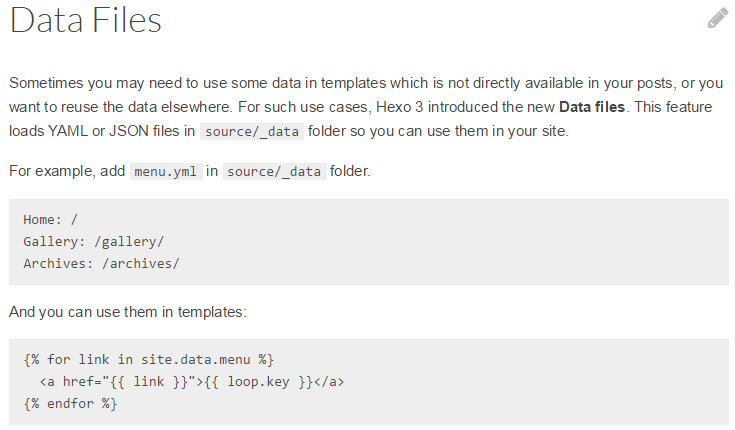 Data Files
Sometimes you may need to use some data in templates which is not directly available in your posts, or you
want to reuse the data elsewhere. For such use cases, Hexo 3 introduced the new Data files. This feature
loads YAML or JSON files in source/_data folder so you can use them in your site.
For example, add menu.yml in source/_data folder.
Home: /
Gallery: /gallery/
Archives: /archives/
And you can use them in templates:
{% for link in site.data.menu %}
  <a href="{{ link }}">{{ loop.key }}</a>
{% endfor %}